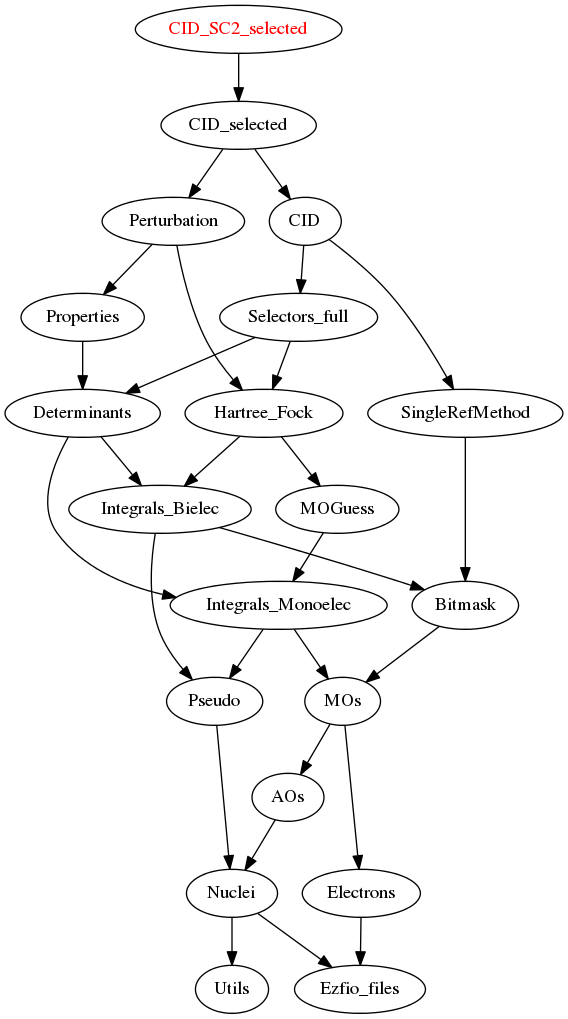 CID_SC2_selected
CID_selected
Perturbation
CID
Properties
Selectors_full
Determinants
Hartree_Fock
SingleRefMethod
Integrals_Bielec
MOGuess
Integrals_Monoelec
Bitmask
Pseudo
MOs
AOs
Nuclei
Electrons
Utils
Ezfio_files